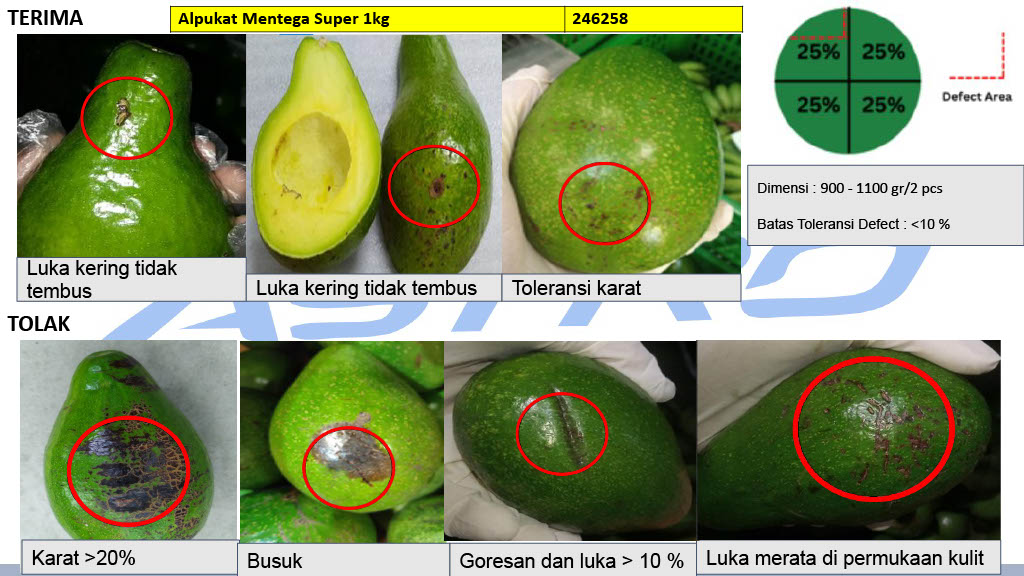 TERIMA
Alpukat Mentega Super 1kg
246258
25%
25%
25%
25%
Defect Area
Dimensi : 900 - 1100 gr/2 pcs
Batas Toleransi Defect : <10 %
Luka kering tidak
tembus
Luka kering tidak tembus
Toleransi karat
ASTRO
TOLAK
Karat >20%
Busuk
Goresan dan luka > 10 %
Luka merata di permukaan kulit